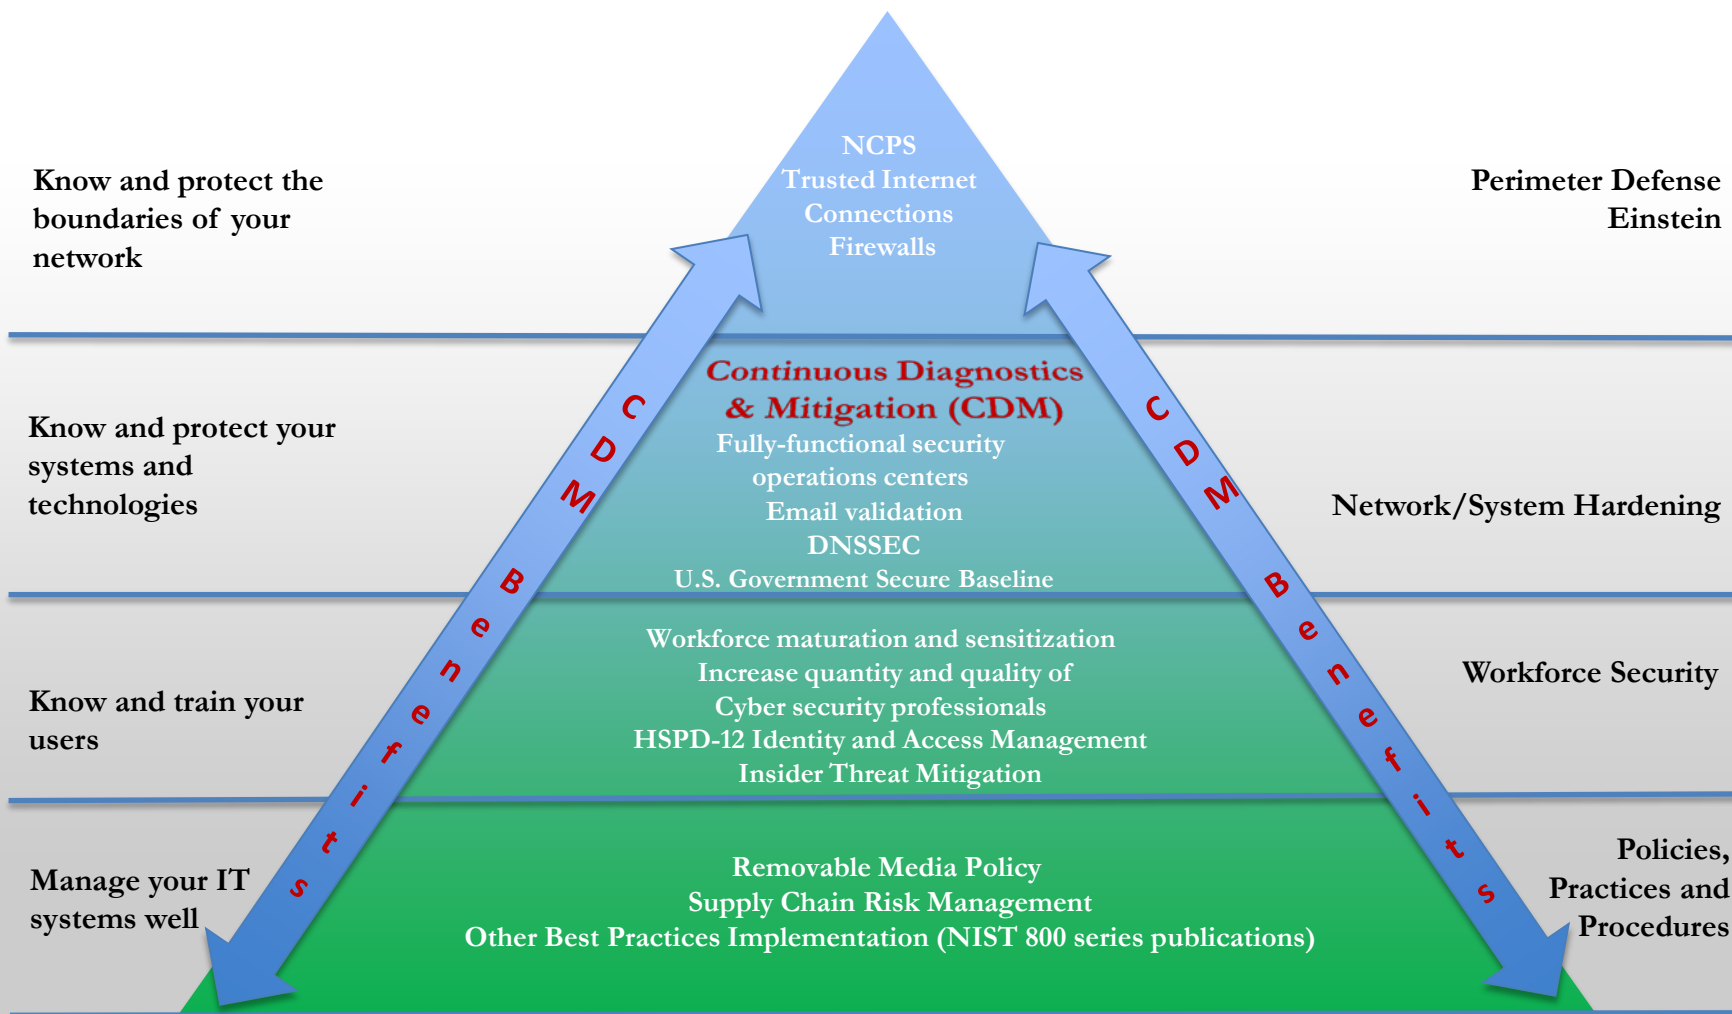 NCPS
Trusted Internet
Connections
Firewalls
Know and protect the
boundaries of your
network
Perimeter Defense
Einstein
Continuous Diagnostics
& Mitigation (CDM)
Fully-functional security
operations centers
Email validation
DNSSEC
U.S. Government Secure Baseline
Know and protect your
systems and
technologies
Network/System Hardening
CDM Benefits
CDM Benefits
Workforce maturation and sensitization
Increase quantity and quality of
Cyber security professionals
HSPD-12 Identity and Access Management
Insider Threat Mitigation
Know and train your
users
Workforce Security
Removable Media Policy
Supply Chain Risk Management
Other Best Practices Implementation (NIST 800 series publications)
Manage your IT
systems well
Policies,
Practices and
Procedures